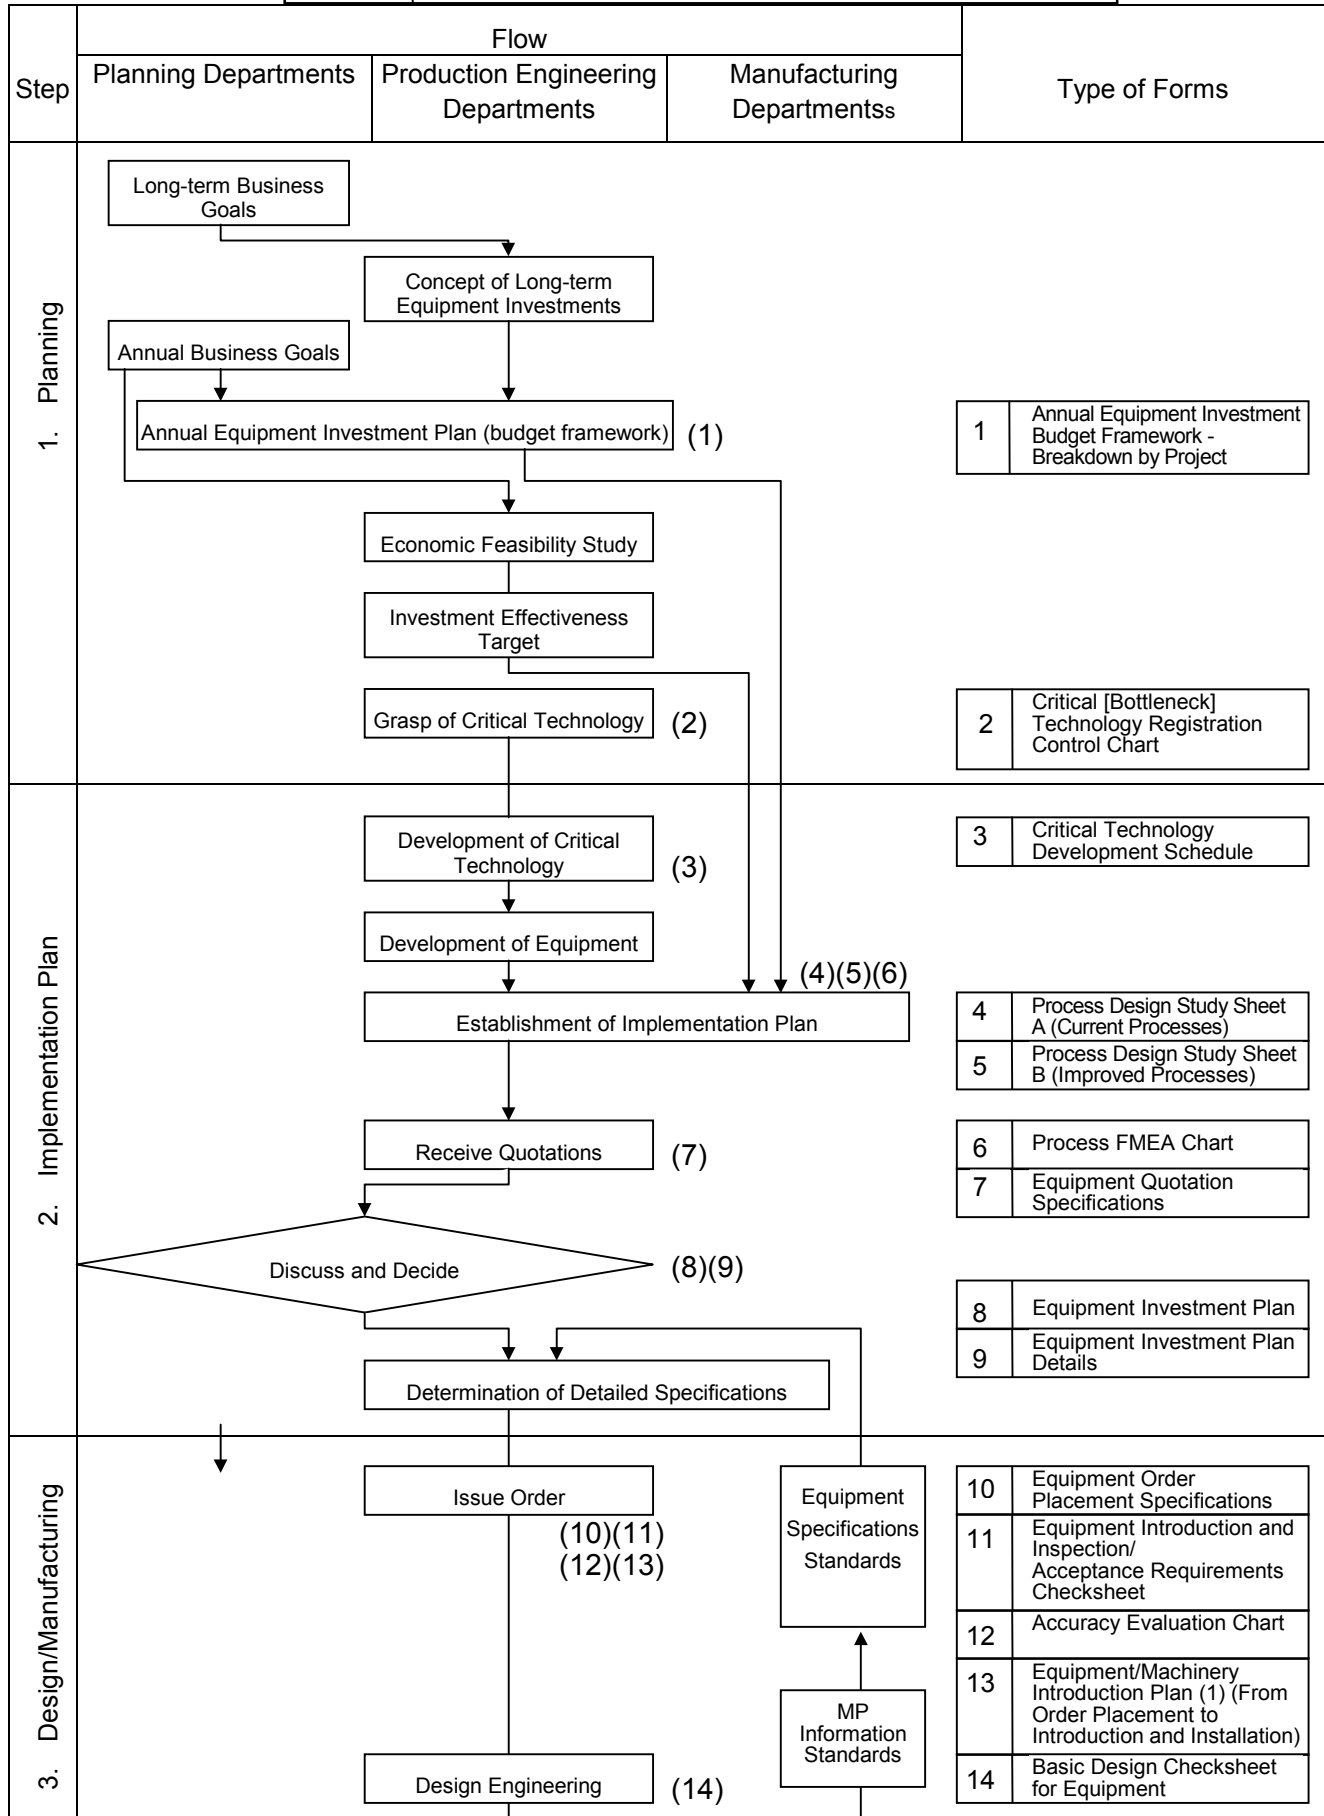 Flow
Step
Planning Departments
Production Engineering
Departments
Manufacturing
Departmentss
Type of Forms
1. Planning
Long-term Business
Goals
Concept of Long-term
Equipment Investments
Annual Business Goals
Annual Equipment Investment Plan (budget framework)
(1)
1
Annual Equipment Investment
Budget Framework -
Breakdown by Project
Economic Feasibility Study
Investment Effectiveness
Target
Grasp of Critical Technology
(2)
2
Critical [Bottleneck]
Technology Registration
Control Chart
2. Implementation Plan
Development of Critical
Technology
(3)
3
Critical Technology
Development Schedule
Development of Equipment
(4)(5)(6)
Establishment of Implementation Plan
4
Process Design Study Sheet
A (Current Processes)
5
Process Design Study Sheet
B (Improved Processes)
Receive Quotations
(7)
6
Process FMEA Chart
7
Equipment Quotation
Specifications
Discuss and Decide
(8)(9)
8
Equipment Investment Plan
9
Equipment Investment Plan
Details
Determination of Detailed Specifications
3. Design/Manufacturing
Issue Order
(10)(11)
(12)(13)
Equipment
Specifications
Standards
10
Equipment Order
Placement Specifications
11
Equipment Introduction and
Inspection/
Acceptance Requirements
Checksheet
12
Accuracy Evaluation Chart
13
Equipment/Machinery
Introduction Plan (1) (From
Order Placement to
Introduction and Installation)
MP
Information
Standards
Design Engineering
(14)
14
Basic Design Checksheet
for Equipment